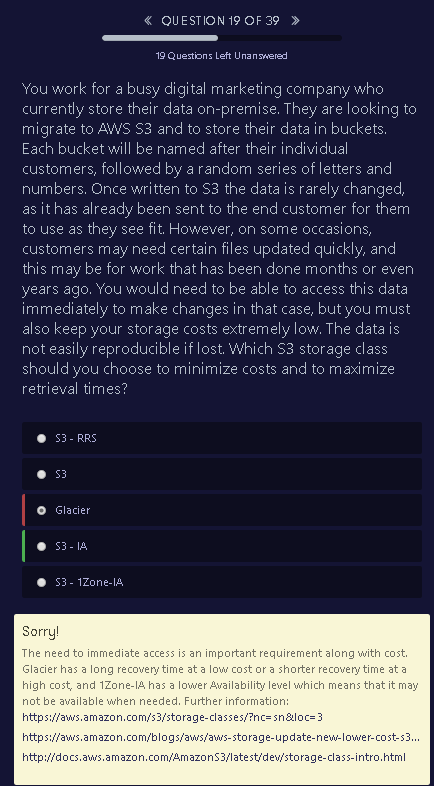 « QUESTION 19 OF 39 »
19 Questions Left Unanswered
You work for a busy digital marketing company who
currently store their data on-premise. They are looking to
migrate to AWS S3 and to store their data in buckets.
Each bucket will be named after their individual
customers, followed by a random series of letters and
numbers. Once written to S3 the data is rarely changed,
as it has already been sent to the end customer for them
to use as they see fit. However, on some occasions,
customers may need certain files updated quickly, and
this may be for work that has been done months or even
years ago. You would need to be able to access this data
immediately to make changes in that case, but you must
also keep your storage costs extremely low. The data is
not easily reproducible if lost. Which S3 storage class
should you choose to minimize costs and to maximize
retrieval times?
S3 - RRS
S3
Glacier
S3 - IA
S3 - 1Zone-IA
Sorry!
The need to immediate access is an important requirement along with cost.
Glacier has a long recovery time at a low cost or a shorter recovery time at a
high cost, and 1Zone-IA has a lower Availability level which means that it may
not be available when needed. Further information:
https://aws.amazon.com/s3/storage-classes/?nc=sn&loc=3
https://aws.amazon.com/blogs/aws/aws-storage-update-new-lower-cost-s3...
http://docs.aws.amazon.com/AmazonS3/latest/dev/storage-class-intro.html